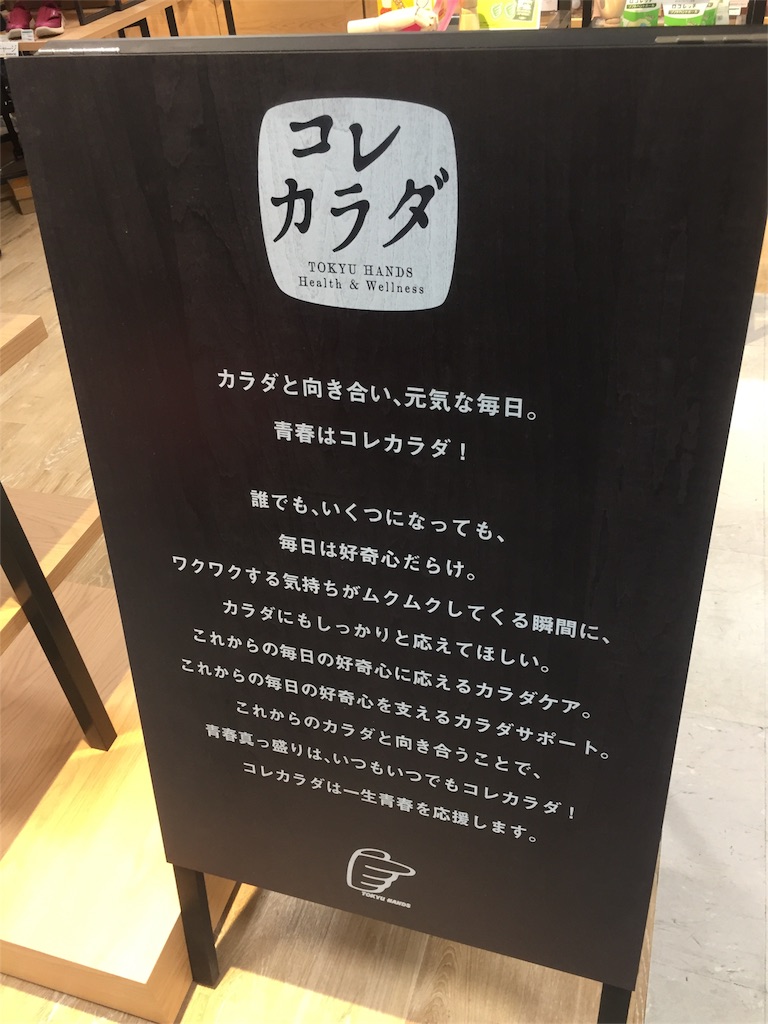 コレ
カラダ
TOKYU HANDS
Health & Wellness
カラダと向き合い、元気な毎日。
青春はコレカラダ！
誰でも、いくつになっても、
毎日は好奇心だらけ。
ワクワクする気持ちがムクムクしてくる瞬間に、
カラダにもしっかりと応えてほしい。
これからの毎日の好奇心に応えるカラダケア。
これからの毎日の好奇心を支えるカラダサポート。
これからのカラダと向き合うことで、
青春真っ盛りは、いつもいつでもコレカラダ！
コレカラダは一生青春を応援します。
TOKYU HANDS